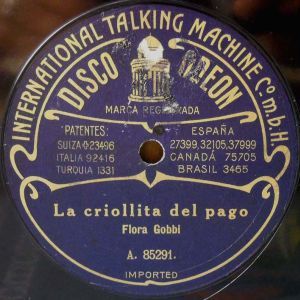 INTERNATIONAL TALKING MACHINE Co. m. b. H.
DISCO ODEON
MARCA REGISTRADA
PATENTES: ESPAÑA
SUIZA 23496 27399,32105,37999
ITALIA 92416 CANADÁ 75705
TURQUIA 1331 BRASIL 3465
La criollita del pago
Flora Gobbi
A. 85291.
IMPORTED